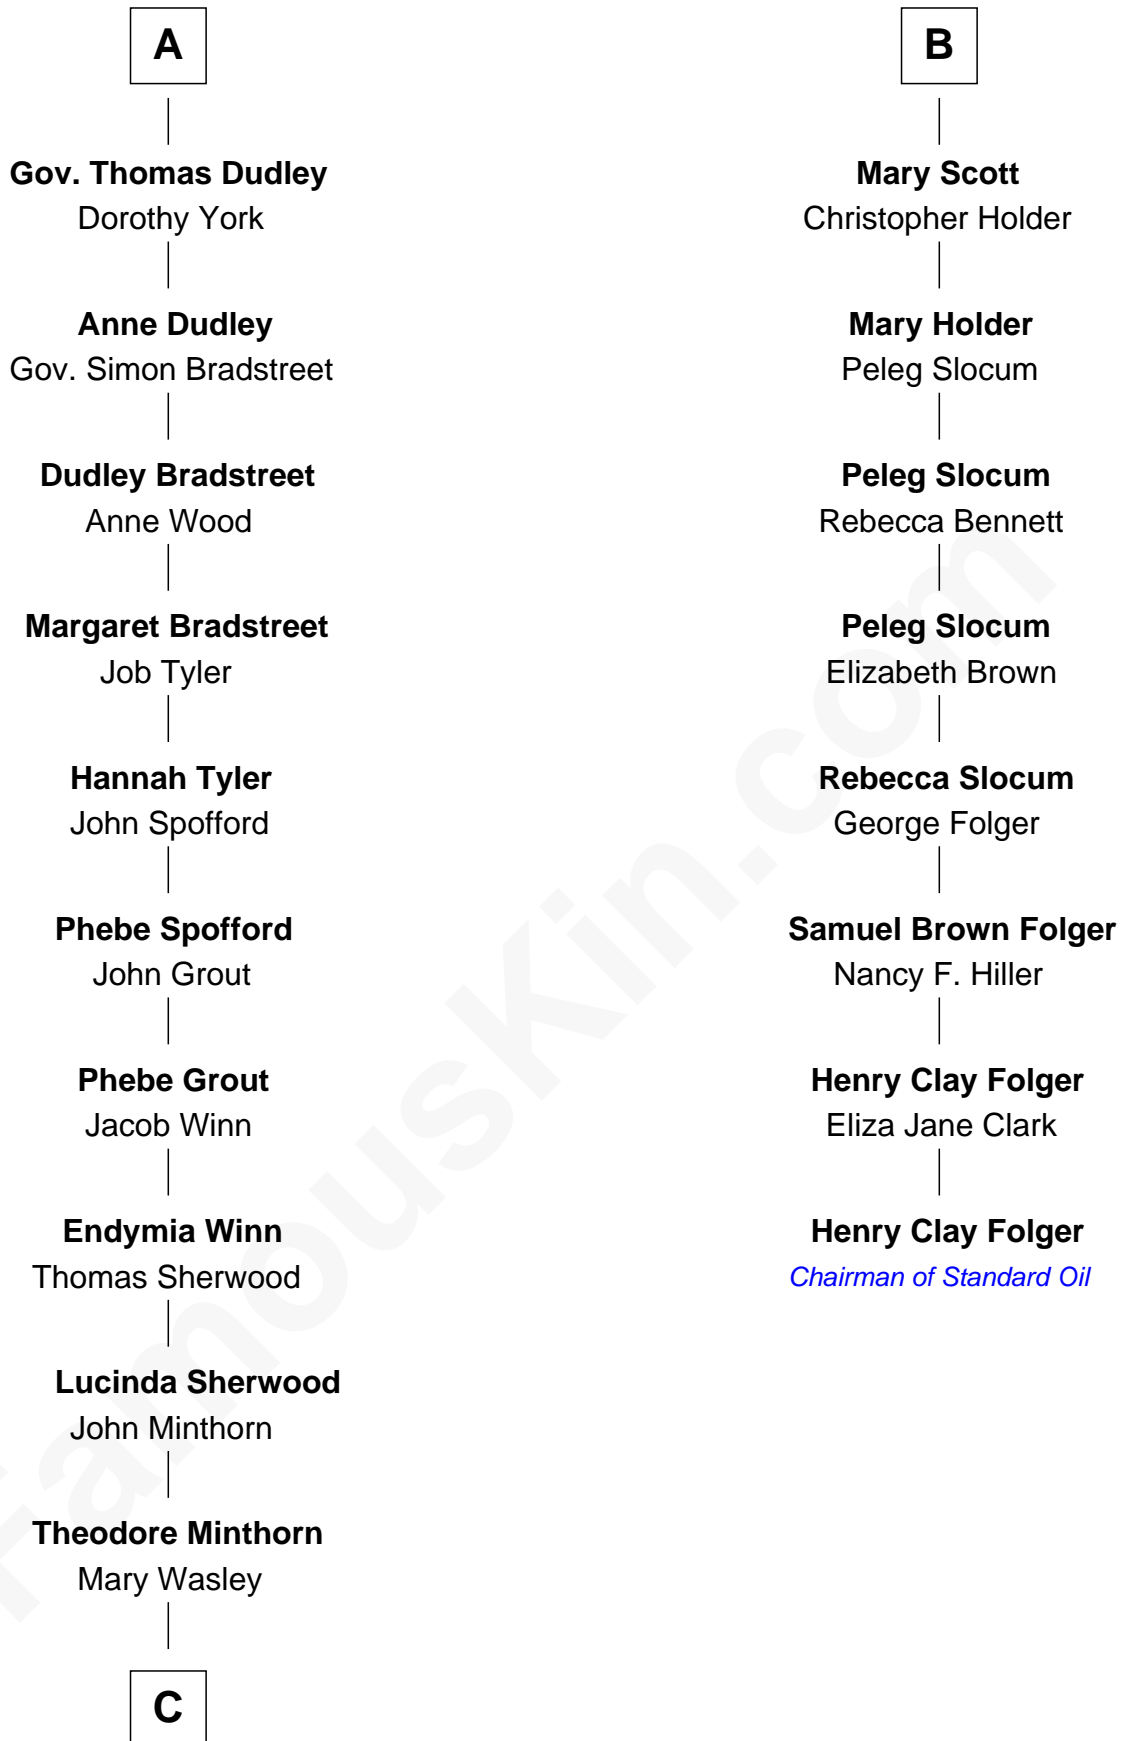 A
Gov. Thomas Dudley
Dorothy York
Anne Dudley
Gov. Simon Bradstreet
Dudley Bradstreet
Anne Wood
Margaret Bradstreet
Job Tyler
Hannah Tyler
John Spofford
Phebe Spofford
John Grout
Phebe Grout
Jacob Winn
Endymia Winn
Thomas Sherwood
Lucinda Sherwood
John Minthorn
Theodore Minthorn
Mary Wasley
C
B
Mary Scott
Christopher Holder
Mary Holder
Peleg Slocum
Peleg Slocum
Rebecca Bennett
Peleg Slocum
Elizabeth Brown
Rebecca Slocum
George Folger
Samuel Brown Folger
Nancy F. Hiller
Henry Clay Folger
Eliza Jane Clark
Henry Clay Folger
Chairman of Standard Oil
FamousKin.com